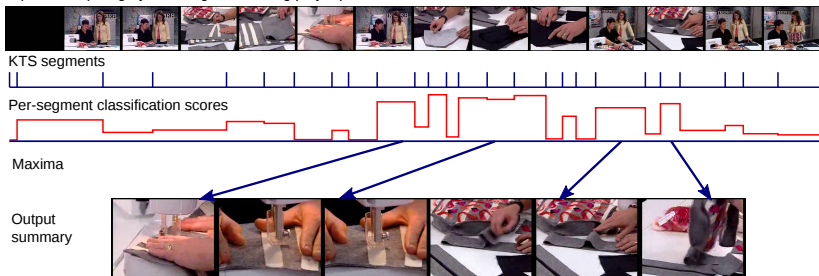 KTS segments
Per-segment classification scores
Maxima
Output
summary